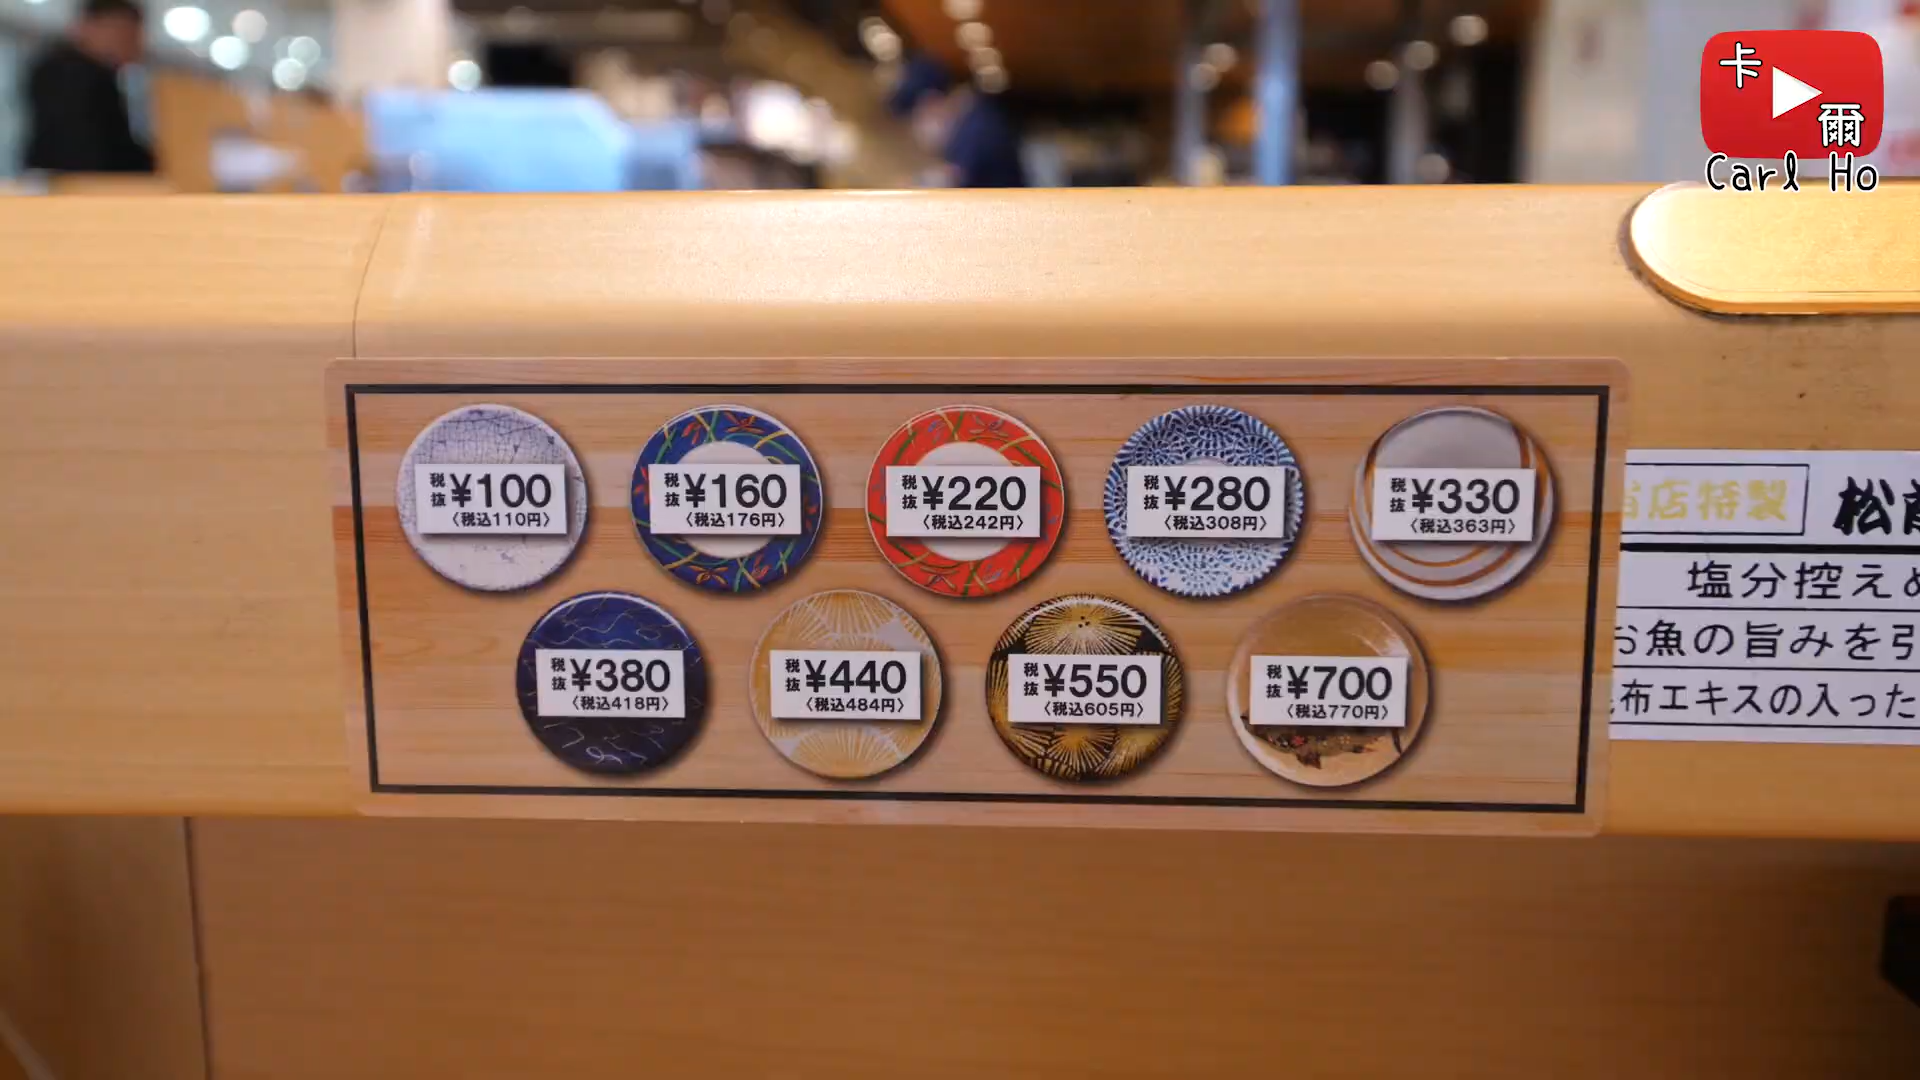 卡
爾
Carl Ho
税抜 ¥100
〈税込110円〉
税抜 ¥160
〈税込176円〉
税抜 ¥220
〈税込242円〉
税抜 ¥280
〈税込308円〉
税抜 ¥330
〈税込363円〉
税抜 ¥380
〈税込418円〉
税抜 ¥440
〈税込484円〉
税抜 ¥550
〈税込605円〉
税抜 ¥700
〈税込770円〉
店特製 松
塩分控え
お魚の旨みを引
布エキスの入った